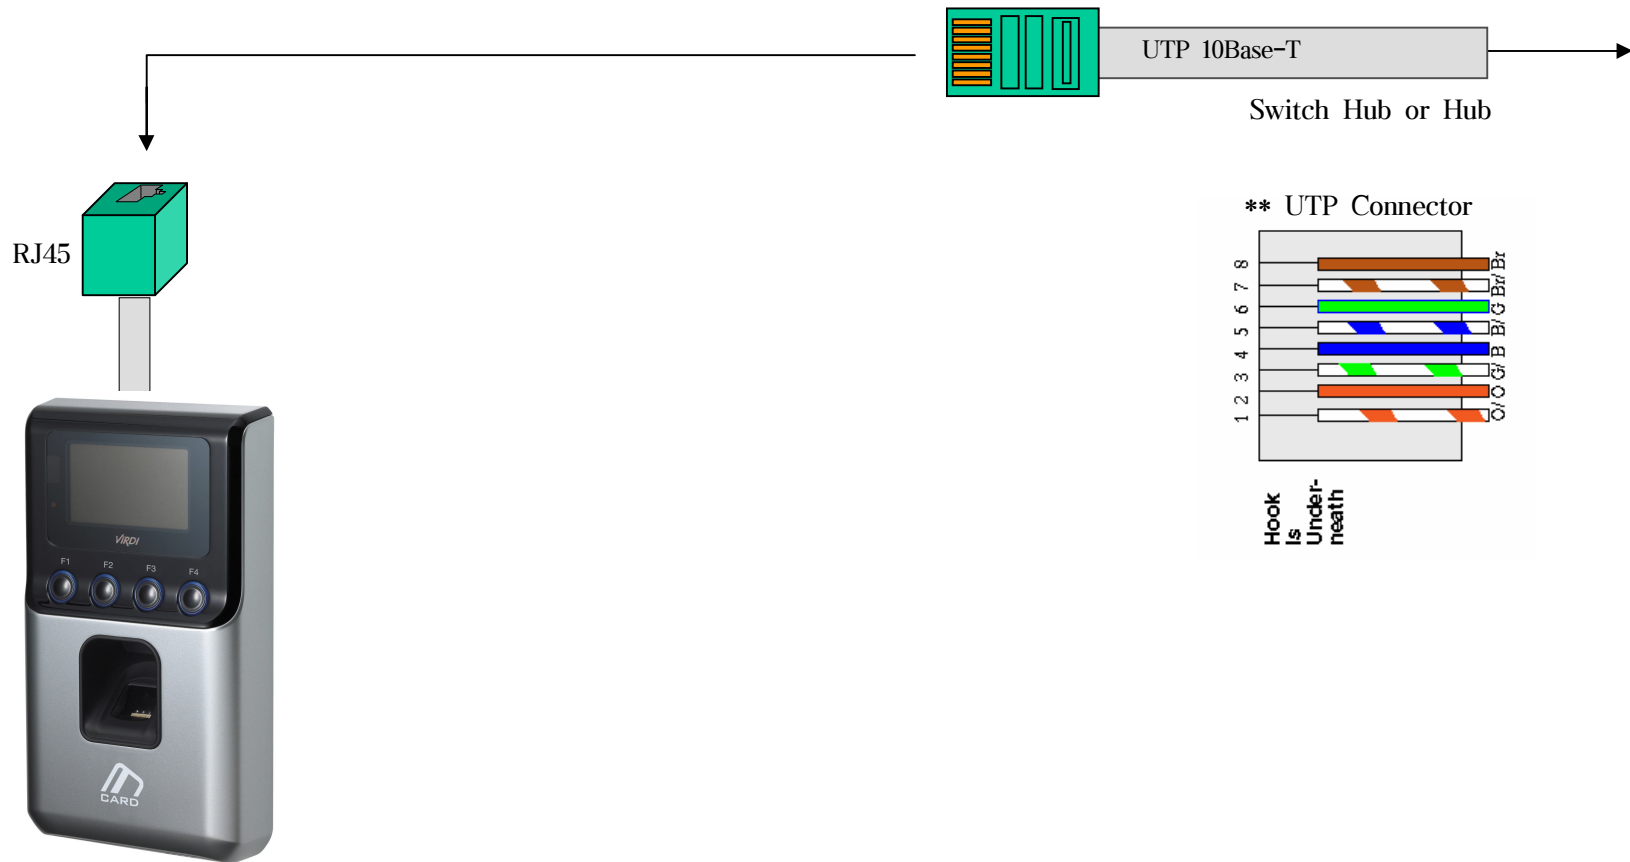 UTP 10Base-T
Switch Hub or Hub
RJ45
** UTP Connector
8
7
6
5
4
3
2
1
Br
Br/
G
B/
B
G/
O
O/
Hook
Is
Under-
neath
VIRDI
F1 F2 F3 F4
CARD